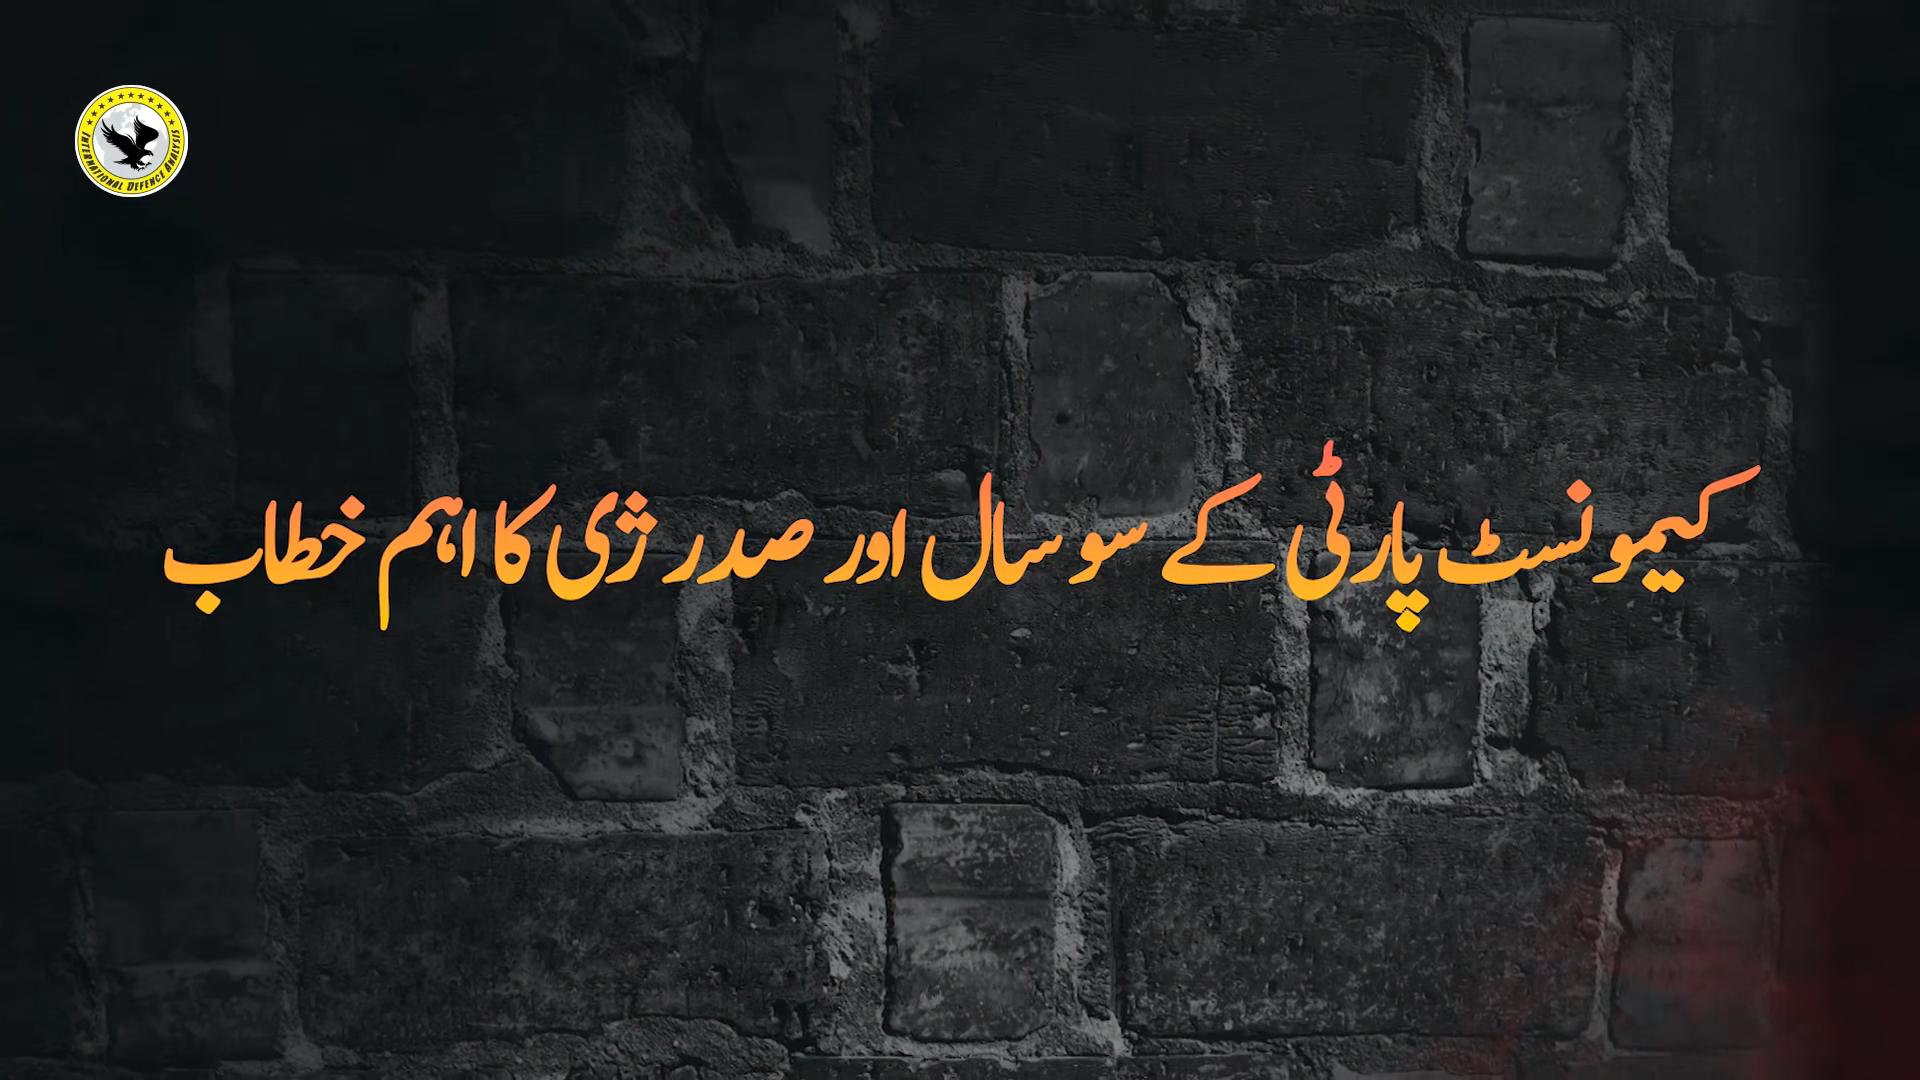 INTERNATIONAL DEFENCE ANALYSIS
کیمونسٹ پارٹی کے سو سال اور صدر ژی کا اہم خطاب